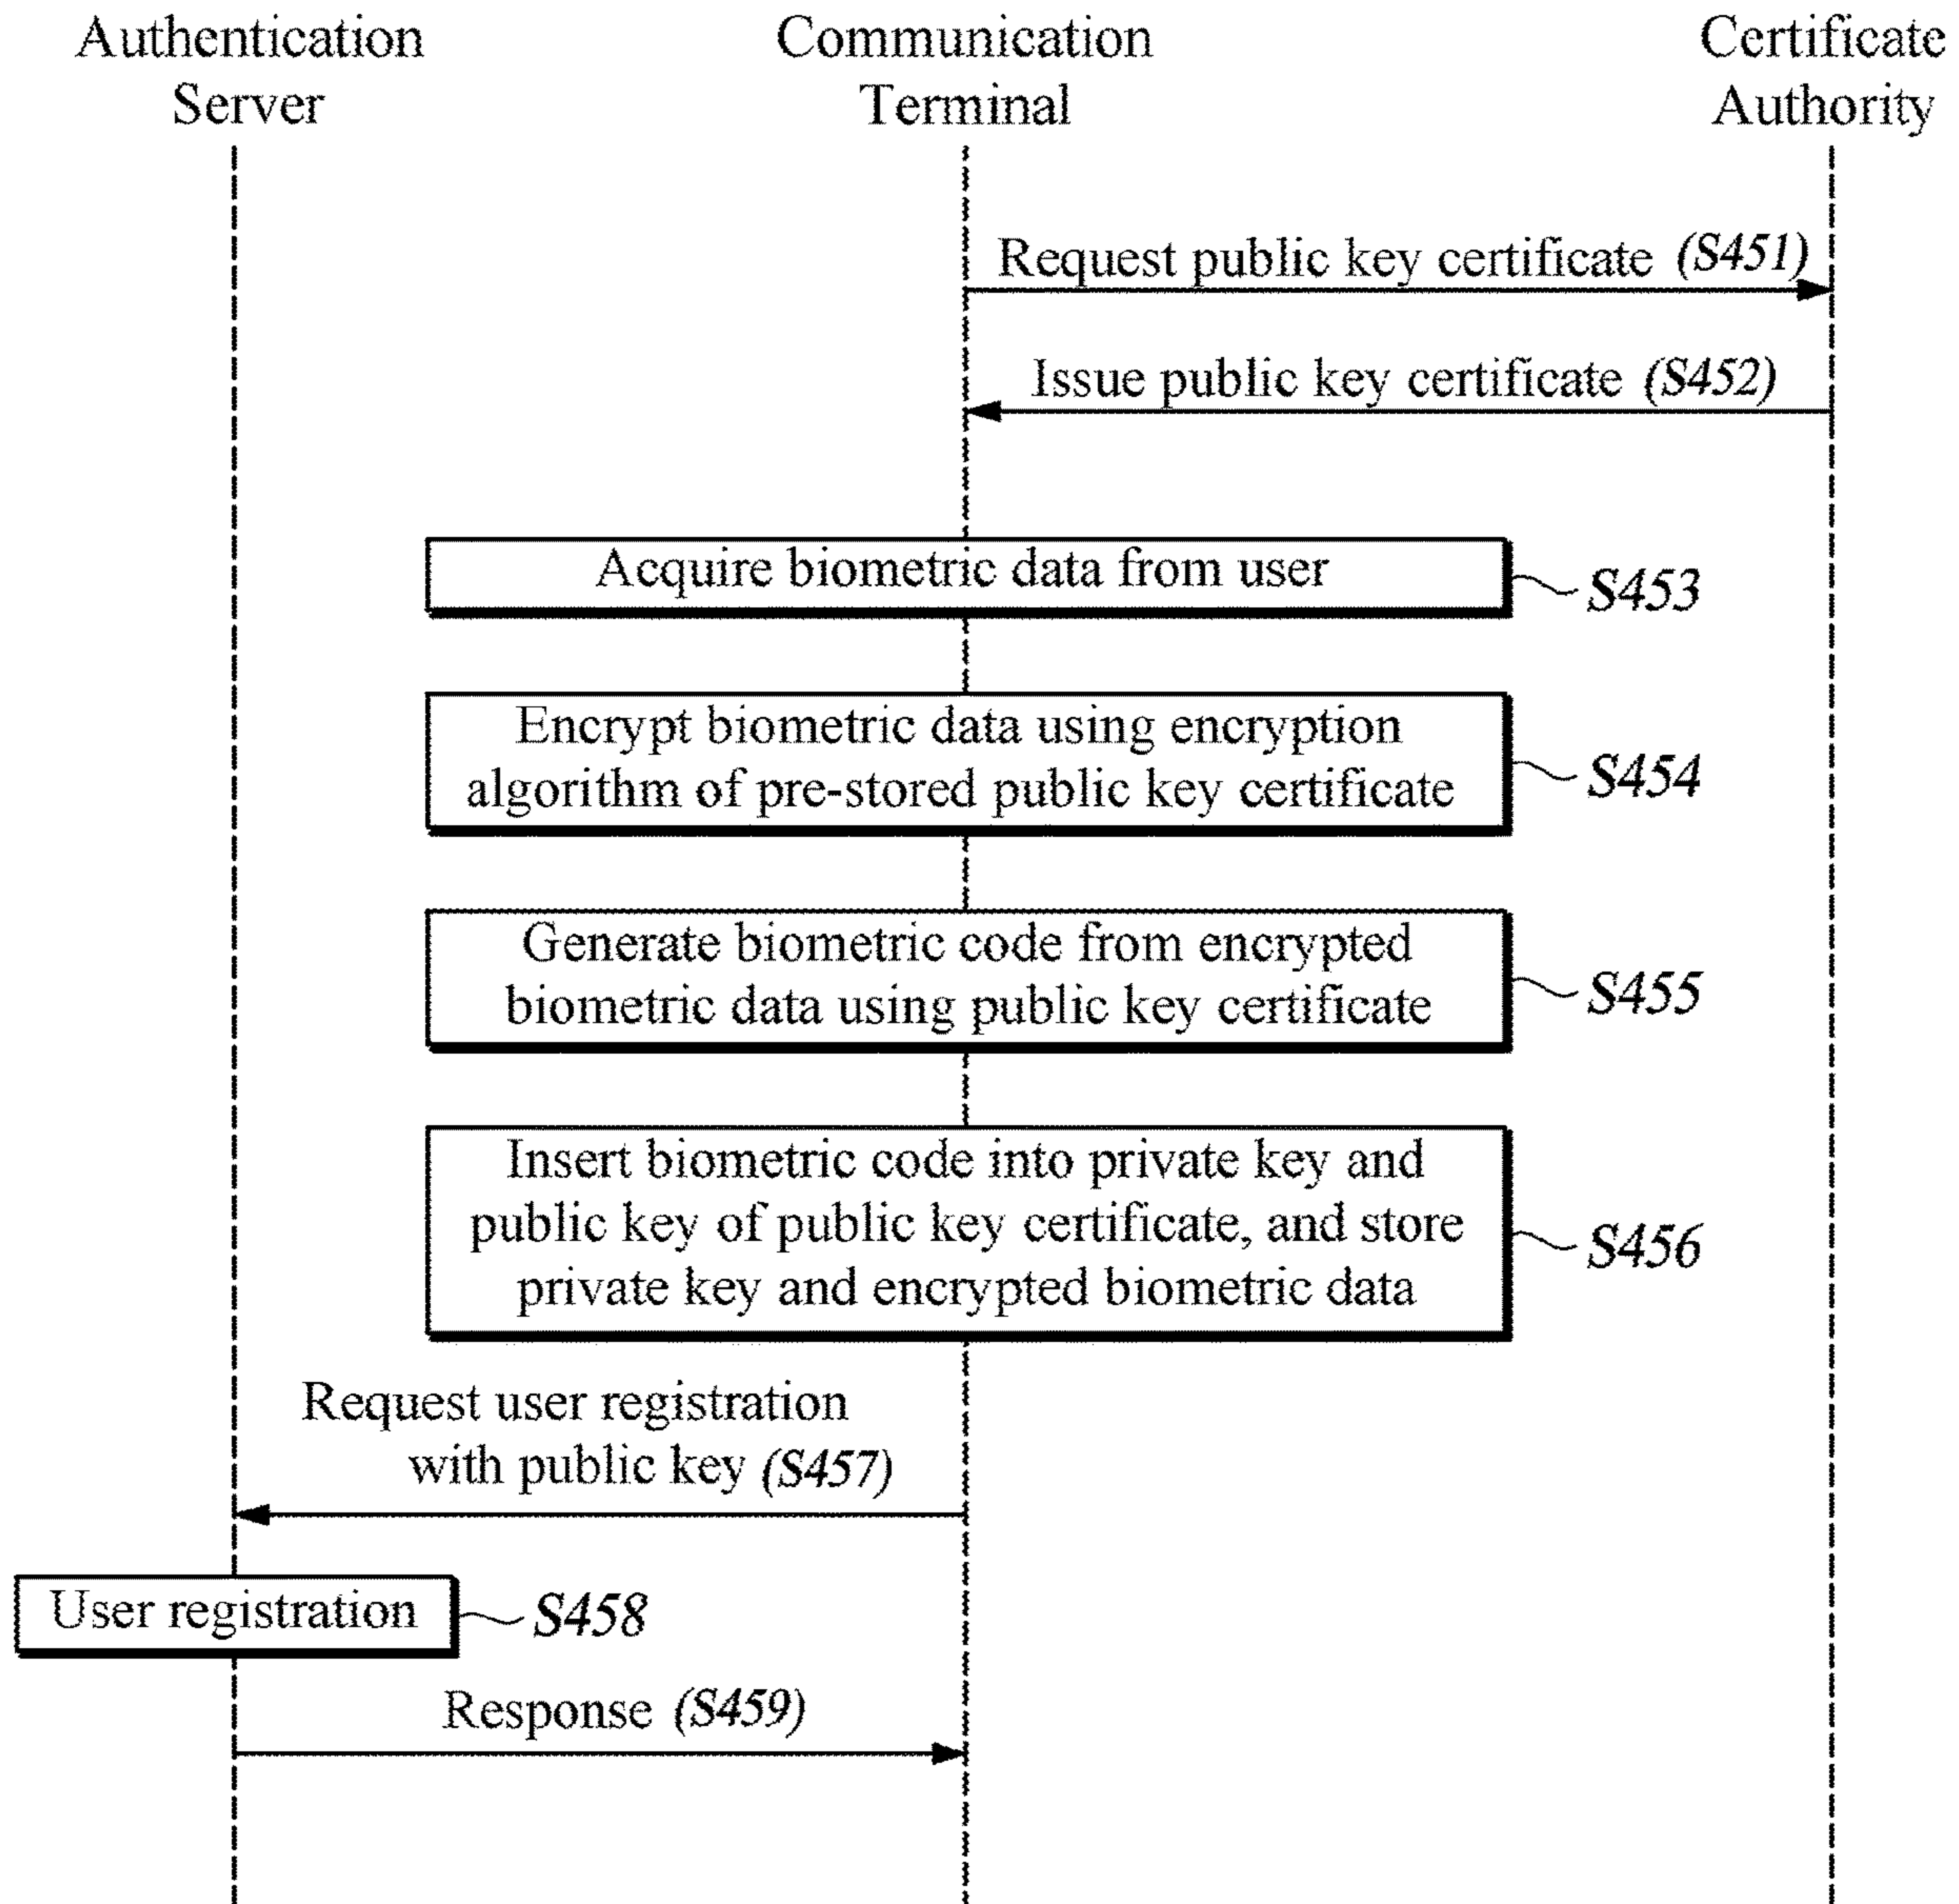 Authentication
Server
Communication
Terminal
Certificate
Authority
Request public key certificate (S451)
Issue public key certificate (S452)
Acquire biometric data from user
S453
Encrypt biometric data using encryption
algorithm of pre-stored public key certificate
S454
Generate biometric code from encrypted
biometric data using public key certificate
S455
Insert biometric code into private key and
public key of public key certificate, and store
private key and encrypted biometric data
S456
Request user registration
with public key (S457)
User registration
S458
Response (S459)